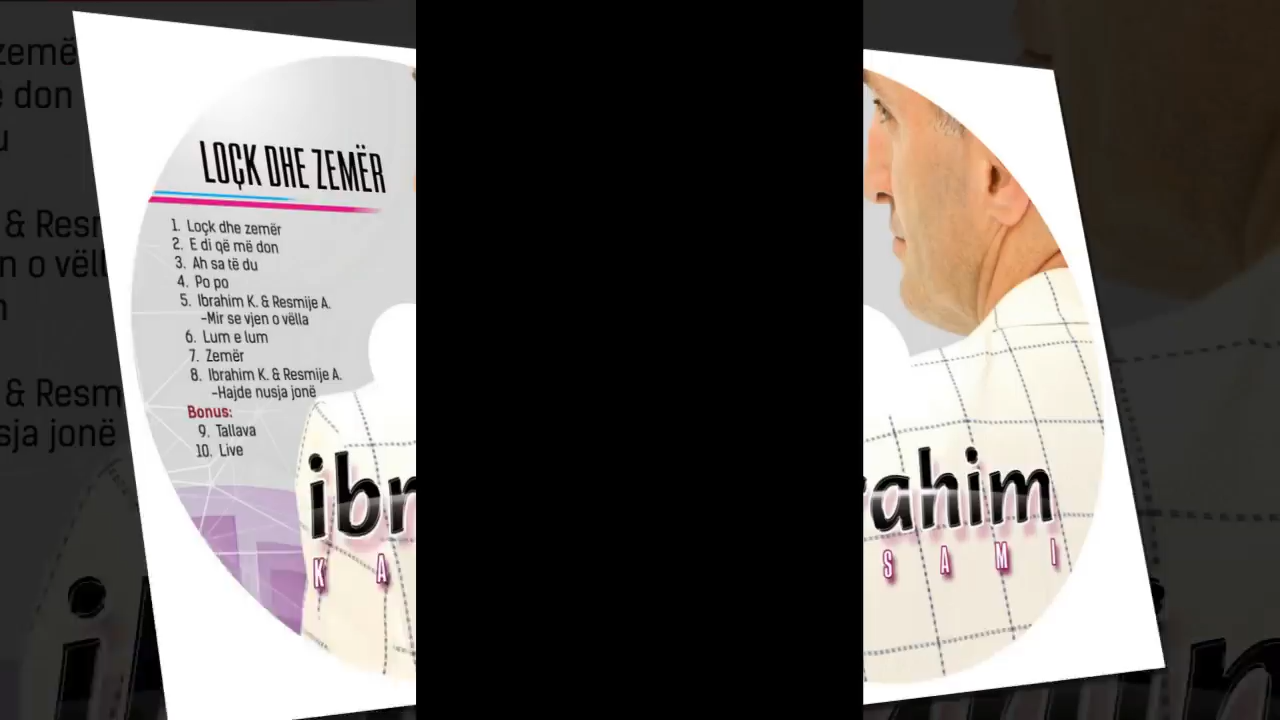 LOÇK DHE ZEMËR
1. Loçk dhe zemër
2. E di që më don
3. Ah sa të du
4. Po po
5. Ibrahim K. & Resmije A.
-Mir se vjen o vëlla
6. Lum e lum
7. Zemër
8. Ibrahim K. & Resmije A.
-Hajde nusja jonë
Bonus:
9. Tallava
10. Live
ibr
rahim
K A
S A M I
zemë
don
& Resm
sja jonë